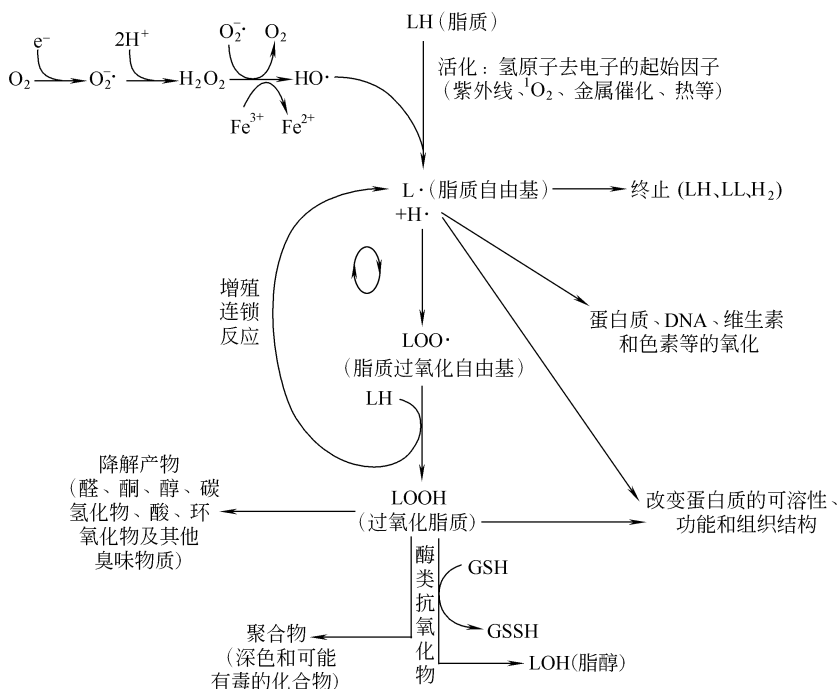 LH(脂质)
e⁻
2H⁺
O₂⁻·
O₂
O₂
O₂⁻·
H₂O₂
HO·
Fe³⁺
Fe²⁺
活化：氢原子去电子的起始因子
(紫外线、¹O₂、金属催化、热等)
L·(脂质自由基)
终止 (LH、LL、H₂)
+H·
增殖
连锁
反应
蛋白质、DNA、维生素
和色素等的氧化
LOO·
(脂质过氧化自由基)
LH
降解产物
(醛、酮、醇、碳
氢化物、酸、环
氧化物及其他
臭味物质)
LOOH
(过氧化脂质)
改变蛋白质的可溶性、
功能和组织结构
酶类抗氧化物
GSH
GSSH
聚合物
(深色和可能
有毒的化合物)
LOH(脂醇)